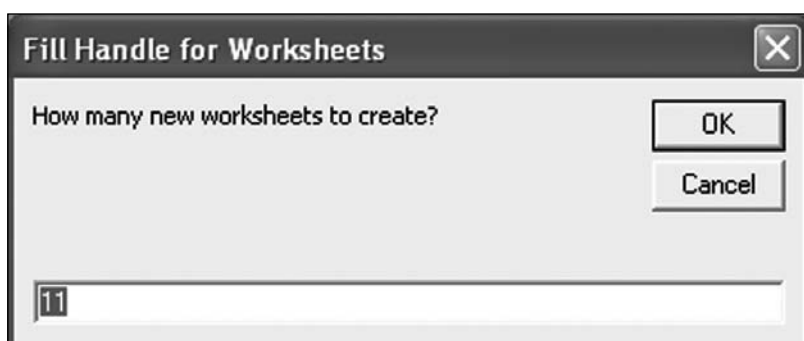 Fill Handle for Worksheets
How many new worksheets to create?
OK
Cancel
11